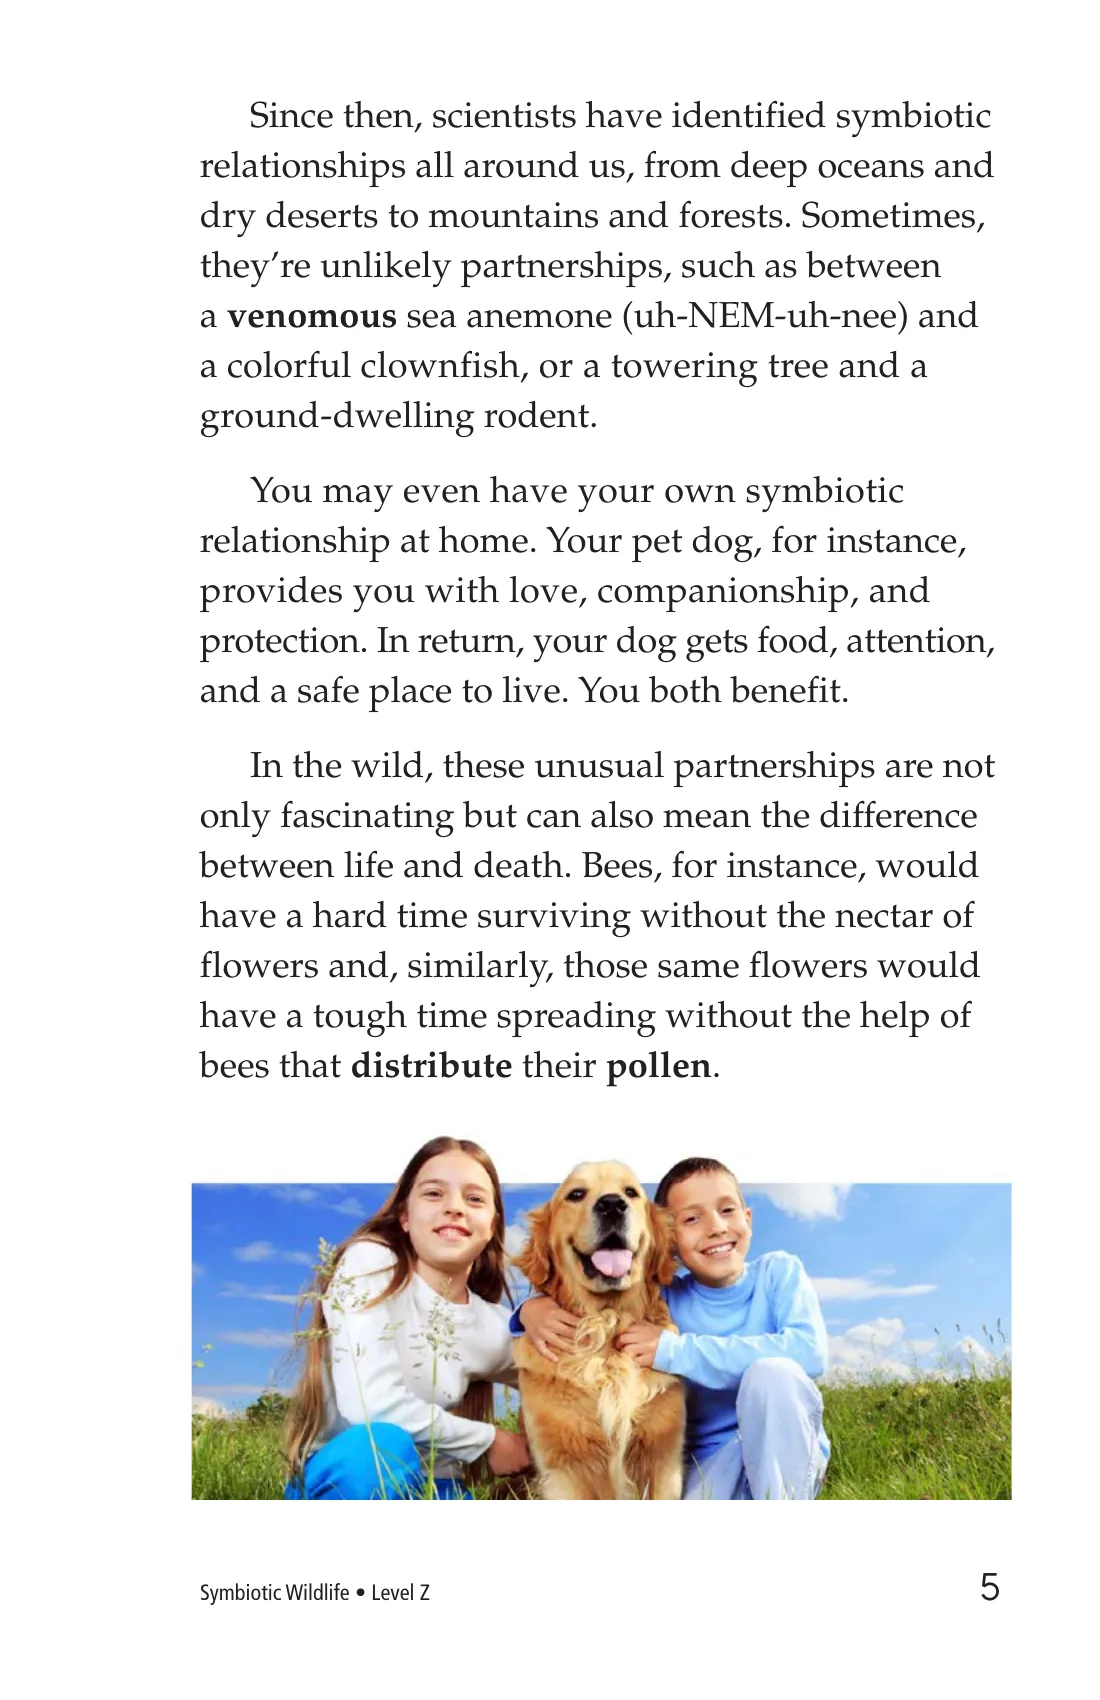 Since then, scientists have identified symbiotic
relationships all around us, from deep oceans and
dry deserts to mountains and forests. Sometimes,
they’re unlikely partnerships, such as between
a venomous sea anemone (uh-NEM-uh-nee) and
a colorful clownfish, or a towering tree and a
ground-dwelling rodent.
You may even have your own symbiotic
relationship at home. Your pet dog, for instance,
provides you with love, companionship, and
protection. In return, your dog gets food, attention,
and a safe place to live. You both benefit.
In the wild, these unusual partnerships are not
only fascinating but can also mean the difference
between life and death. Bees, for instance, would
have a hard time surviving without the nectar of
flowers and, similarly, those same flowers would
have a tough time spreading without the help of
bees that distribute their pollen.
Symbiotic Wildlife • Level Z
5